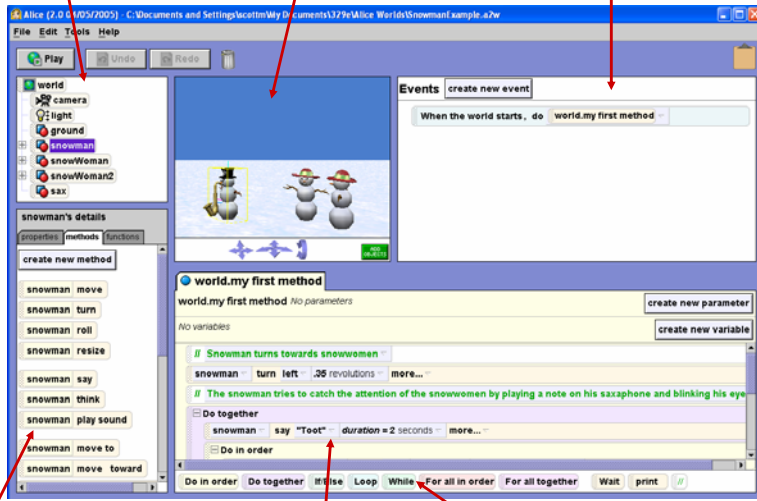 Alice (2.0 04/05/2005) - C:\Documents and Settings\scottm\My Documents\329e\Alice Worlds\SnowmanExample.a2w
File Edit Tools Help
Play Undo Redo
world
camera
light
ground
snowman
snowWoman
snowWoman2
sax
ADD OBJECTS
Events create new event
When the world starts, do world.my first method
snowman's details
properties methods functions
create new method
snowman move
snowman turn
snowman roll
snowman resize
snowman say
snowman think
snowman play sound
snowman move to
snowman move toward
world.my first method
world.my first method No parameters create new parameter
No variables create new variable
// Snowman turns towards snowwomen
snowman turn left .35 revolutions more...
// The snowman tries to catch the attention of the snowwomen by playing a note on his saxaphone and blinking his eye
Do together
snowman say "Toot" duration = 2 seconds more...
Do in order
Do in order Do together If/Else Loop While For all in order For all together Wait print //